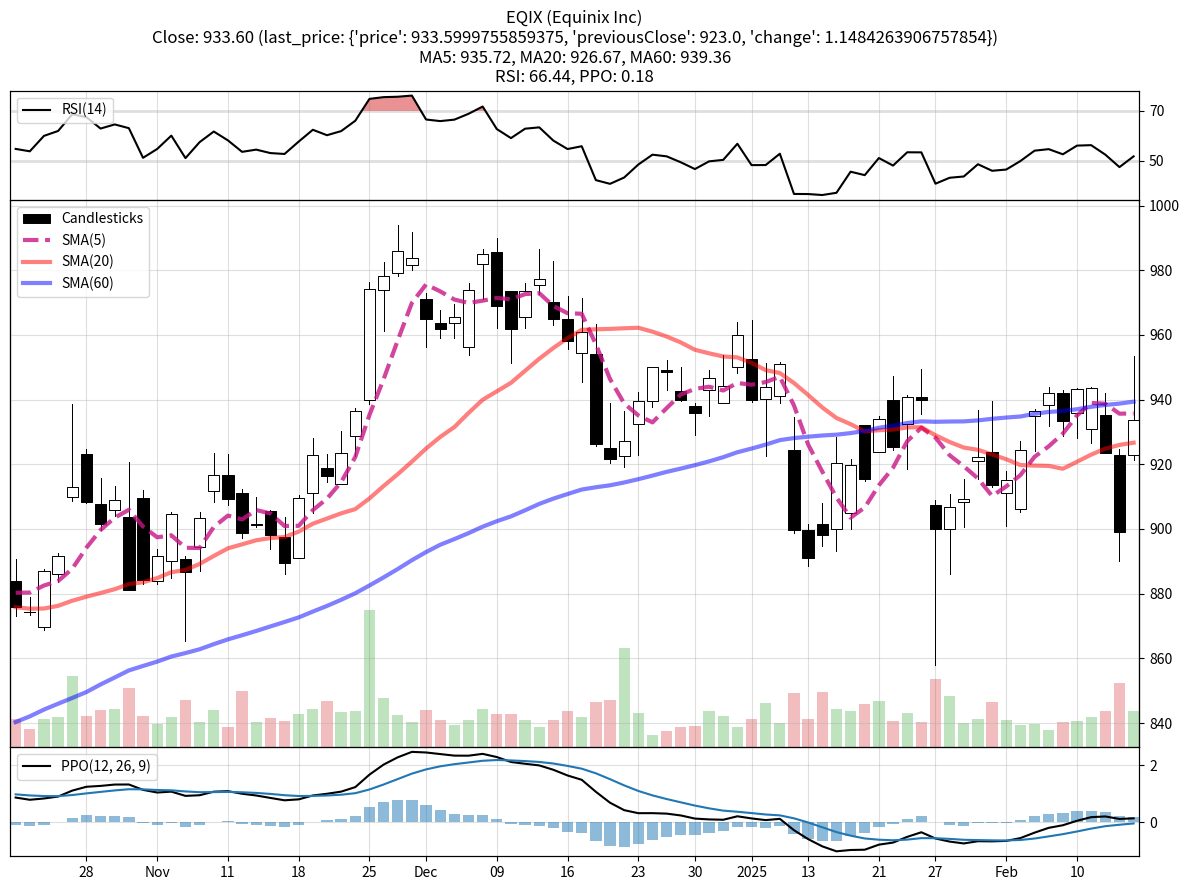 EQIX (Equinix Inc)
Close: 933.60 (last_price: {'price': 933.5999755859375, 'previousClose': 923.0, 'change': 1.1484263906757854})
MA5: 935.72, MA20: 926.67, MA60: 939.36
RSI: 66.44, PPO: 0.18
RSI(14)
70
50
Candlesticks
SMA(5)
SMA(20)
SMA(60)
1000
980
960
940
920
900
880
860
840
PPO(12, 26, 9)
2
0
28 Nov 11 18 25 Dec 09 16 23 30 2025 13 21 27 Feb 10